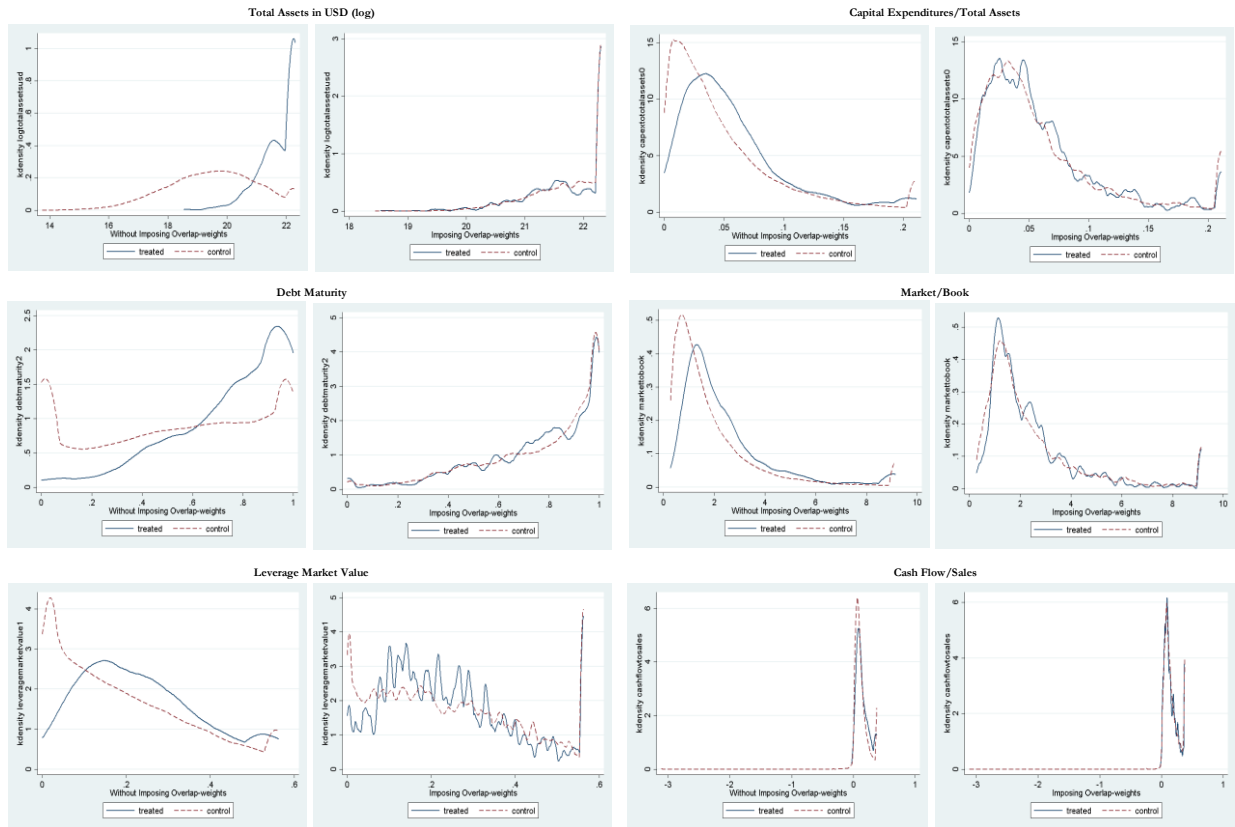 Total Assets in USD (log)
kdensity logtotalassetsusd
0 .2 .4 .6 .8 1
14 16 18 20 22
Without Imposing Overlap-weights
treated control
kdensity logtotalassetsusd
0 1 2 3
18 19 20 21 22
Imposing Overlap-weights
treated control
Capital Expenditures/Total Assets
kdensity capextototalassets0
0 5 10 15
0 .05 .1 .15 .2
Without Imposing Overlap-weights
treated control
kdensity capextototalassets0
0 5 10 15
0 .05 .1 .15 .2
Imposing Overlap-weights
treated control
Debt Maturity
kdensity debtmaturity2
0 .5 1 1.5 2 2.5
0 .2 .4 .6 .8 1
Without Imposing Overlap-weights
treated control
kdensity debtmaturity2
0 1 2 3 4 5
0 .2 .4 .6 .8 1
Imposing Overlap-weights
treated control
Market/Book
kdensity markettobook
0 .1 .2 .3 .4 .5
0 2 4 6 8 10
Without Imposing Overlap-weights
treated control
kdensity markettobook
0 .1 .2 .3 .4 .5
0 2 4 6 8 10
Imposing Overlap-weights
treated control
Leverage Market Value
kdensity leveragemarketvalue1
0 1 2 3 4
0 .2 .4 .6
Without Imposing Overlap-weights
treated control
kdensity leveragemarketvalue1
0 1 2 3 4 5
0 .2 .4 .6
Imposing Overlap-weights
treated control
Cash Flow/Sales
kdensity cashflowtosales
0 2 4 6
-3 -2 -1 0 1
Without Imposing Overlap-weights
treated control
kdensity cashflowtosales
0 2 4 6
-3 -2 -1 0 1
Imposing Overlap-weights
treated control